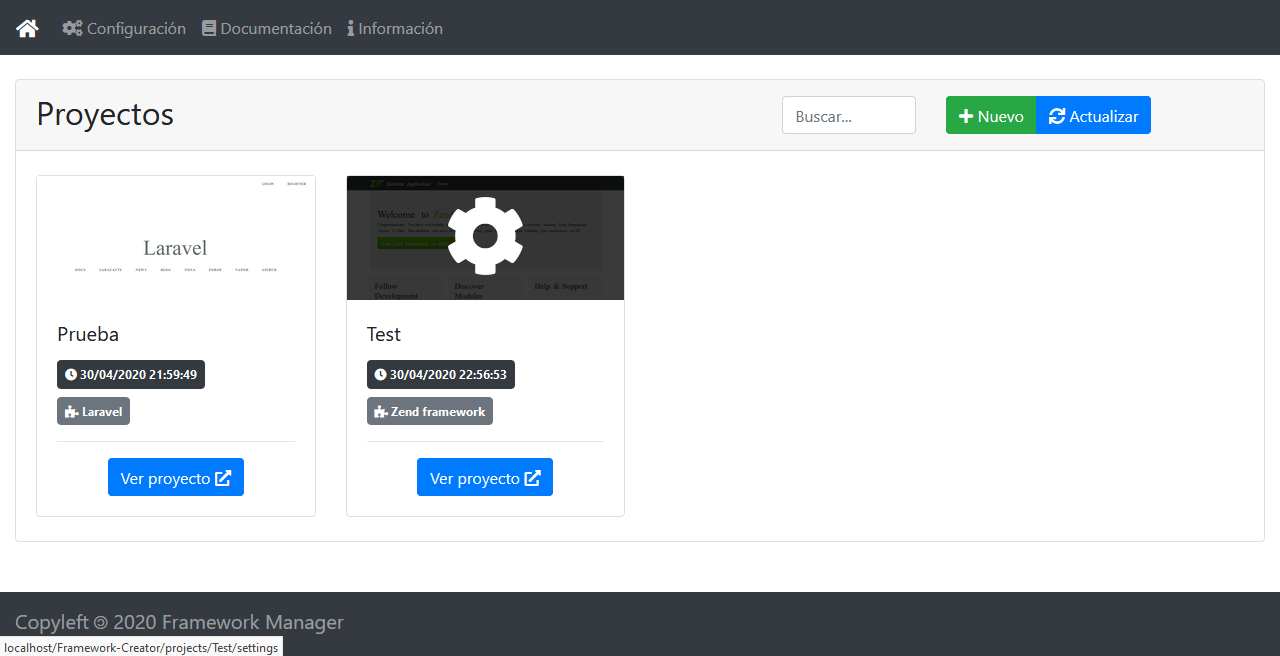 Configuración Documentación Información
Proyectos
Buscar...
Nuevo Actualizar
LOGIN REGISTER
Laravel
DOCS LARACASTS NEWS BLOG NOVA FORGE VAPOR GITHUB
Prueba
30/04/2020 21:59:49
Laravel
Ver proyecto
ZF Skeleton Application Home
Welcome to Zend
Follow Development
Discover Modules
Help & Support
Test
30/04/2020 22:56:53
Zend framework
Ver proyecto
Copyleft 🄯 2020 Framework Manager
localhost/Framework-Creator/projects/Test/settings